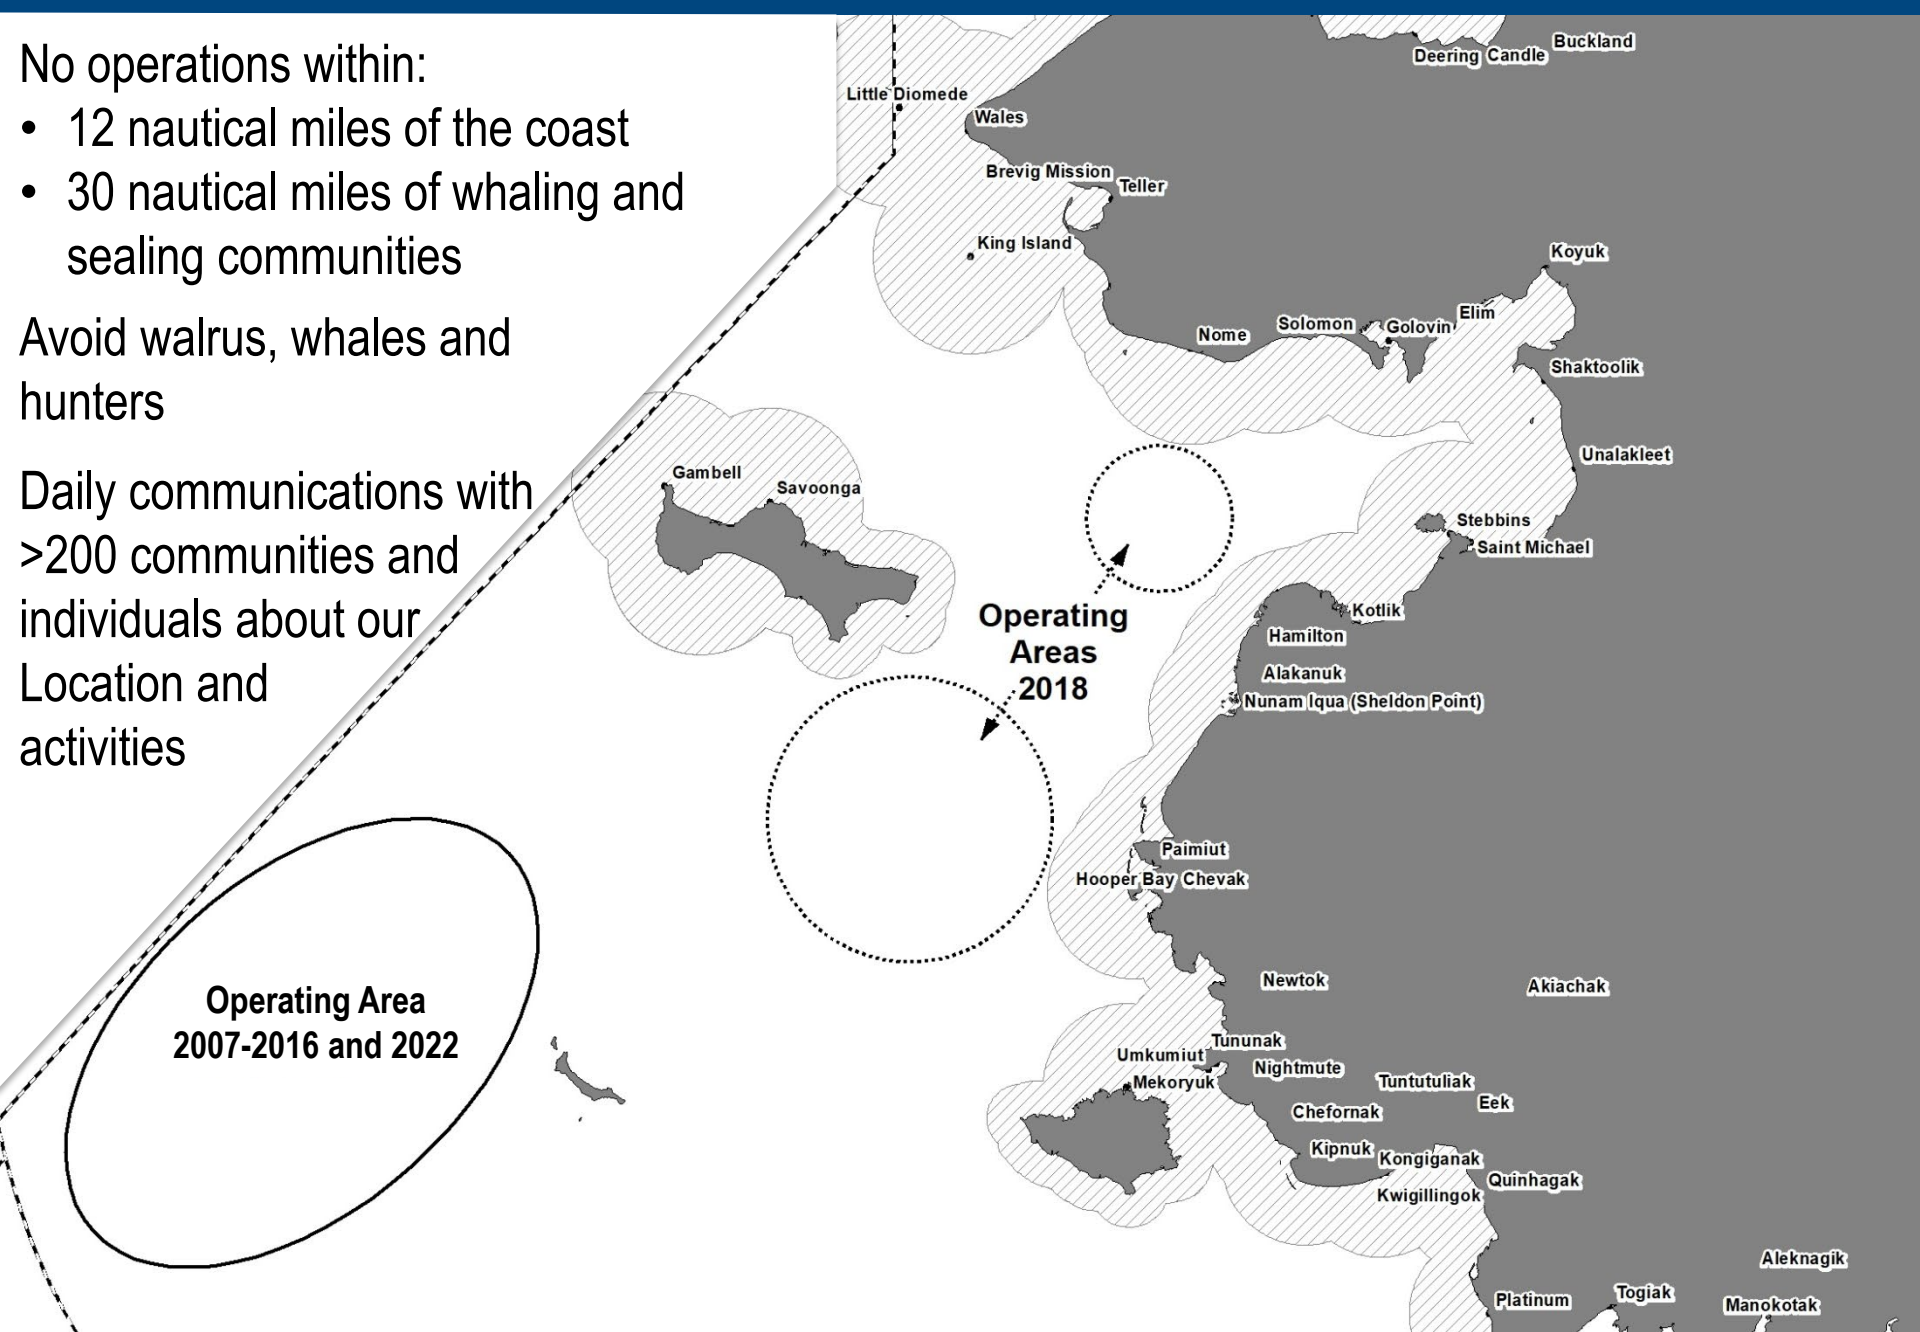 No operations within:
• 12 nautical miles of the coast
• 30 nautical miles of whaling and
sealing communities
Avoid walrus, whales and
hunters
Daily communications with
>200 communities and
individuals about our
Location and
activities
Buckland
Deering Candle
Little Diomede
Wales
Brevig Mission
Teller
King Island
Koyuk
Elim
Solomon
Golovin
Nome
Shaktoolik
Unalakleet
Gambell
Savoonga
Stebbins
Saint Michael
Operating
Areas
2018
Kotlik
Hamilton
Alakanuk
Nunam Iqua (Sheldon Point)
Paimiut
Hooper Bay Chevak
Newtok
Akiachak
Operating Area
2007-2016 and 2022
Tununak
Umkumiut
Nightmute
Mekoryuk
Tuntutuliak
Eek
Chefornak
Kipnuk
Kongiganak
Quinhagak
Kwigillingok
Aleknagik
Platinum
Togiak
Manokotak